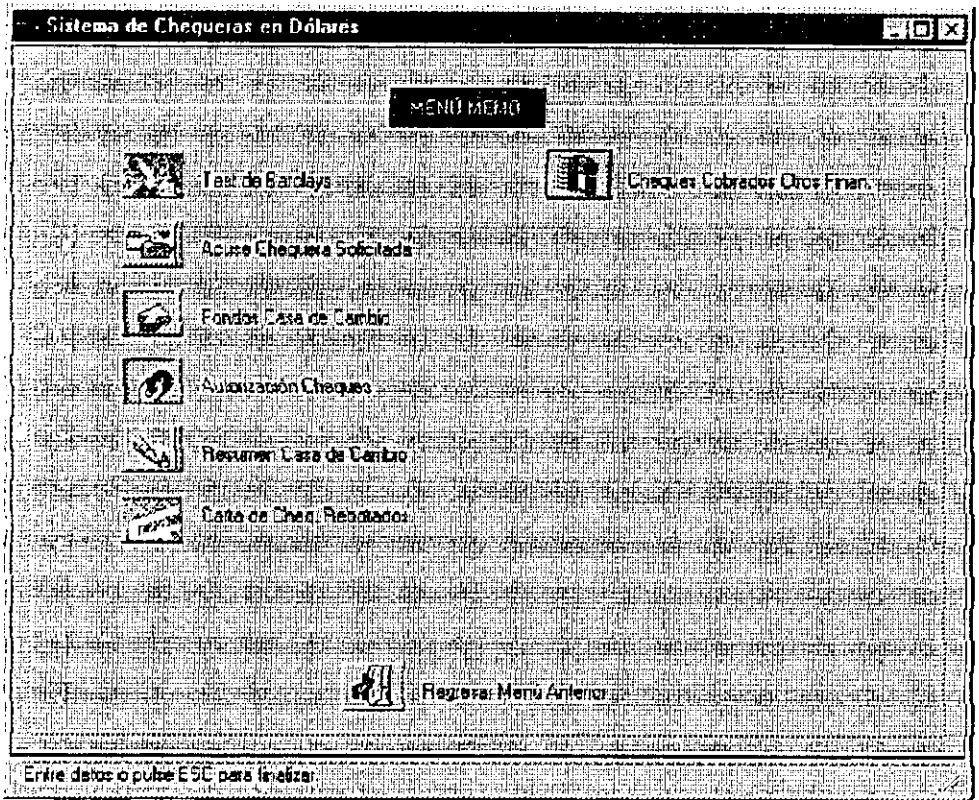 Sistema de Chequeras en Dólares
MENÚ MEMO
Test de Barclays
Cheques Cobrados Otros Finan.
Acuse Chequera Solicitada
Fondos Casa de Cambio
Autorización Cheques
Resumen Casa de Cambio
Carta de Cheq. Rebotados
Regresar Menú Anterior
Entre datos o pulse ESC para finalizar